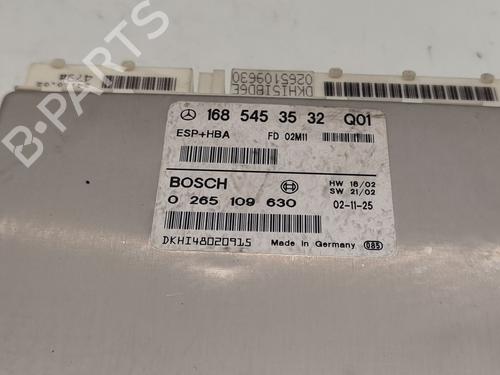 DKHI5I8D6E
0265109630
168 545 35 32 Q01
ESP+HBA FD 02M11
BOSCH
HW 18/02
SW 21/02
0 265 109 630
02-11-25
DKHI48020915 Made in Germany
B-PARTS